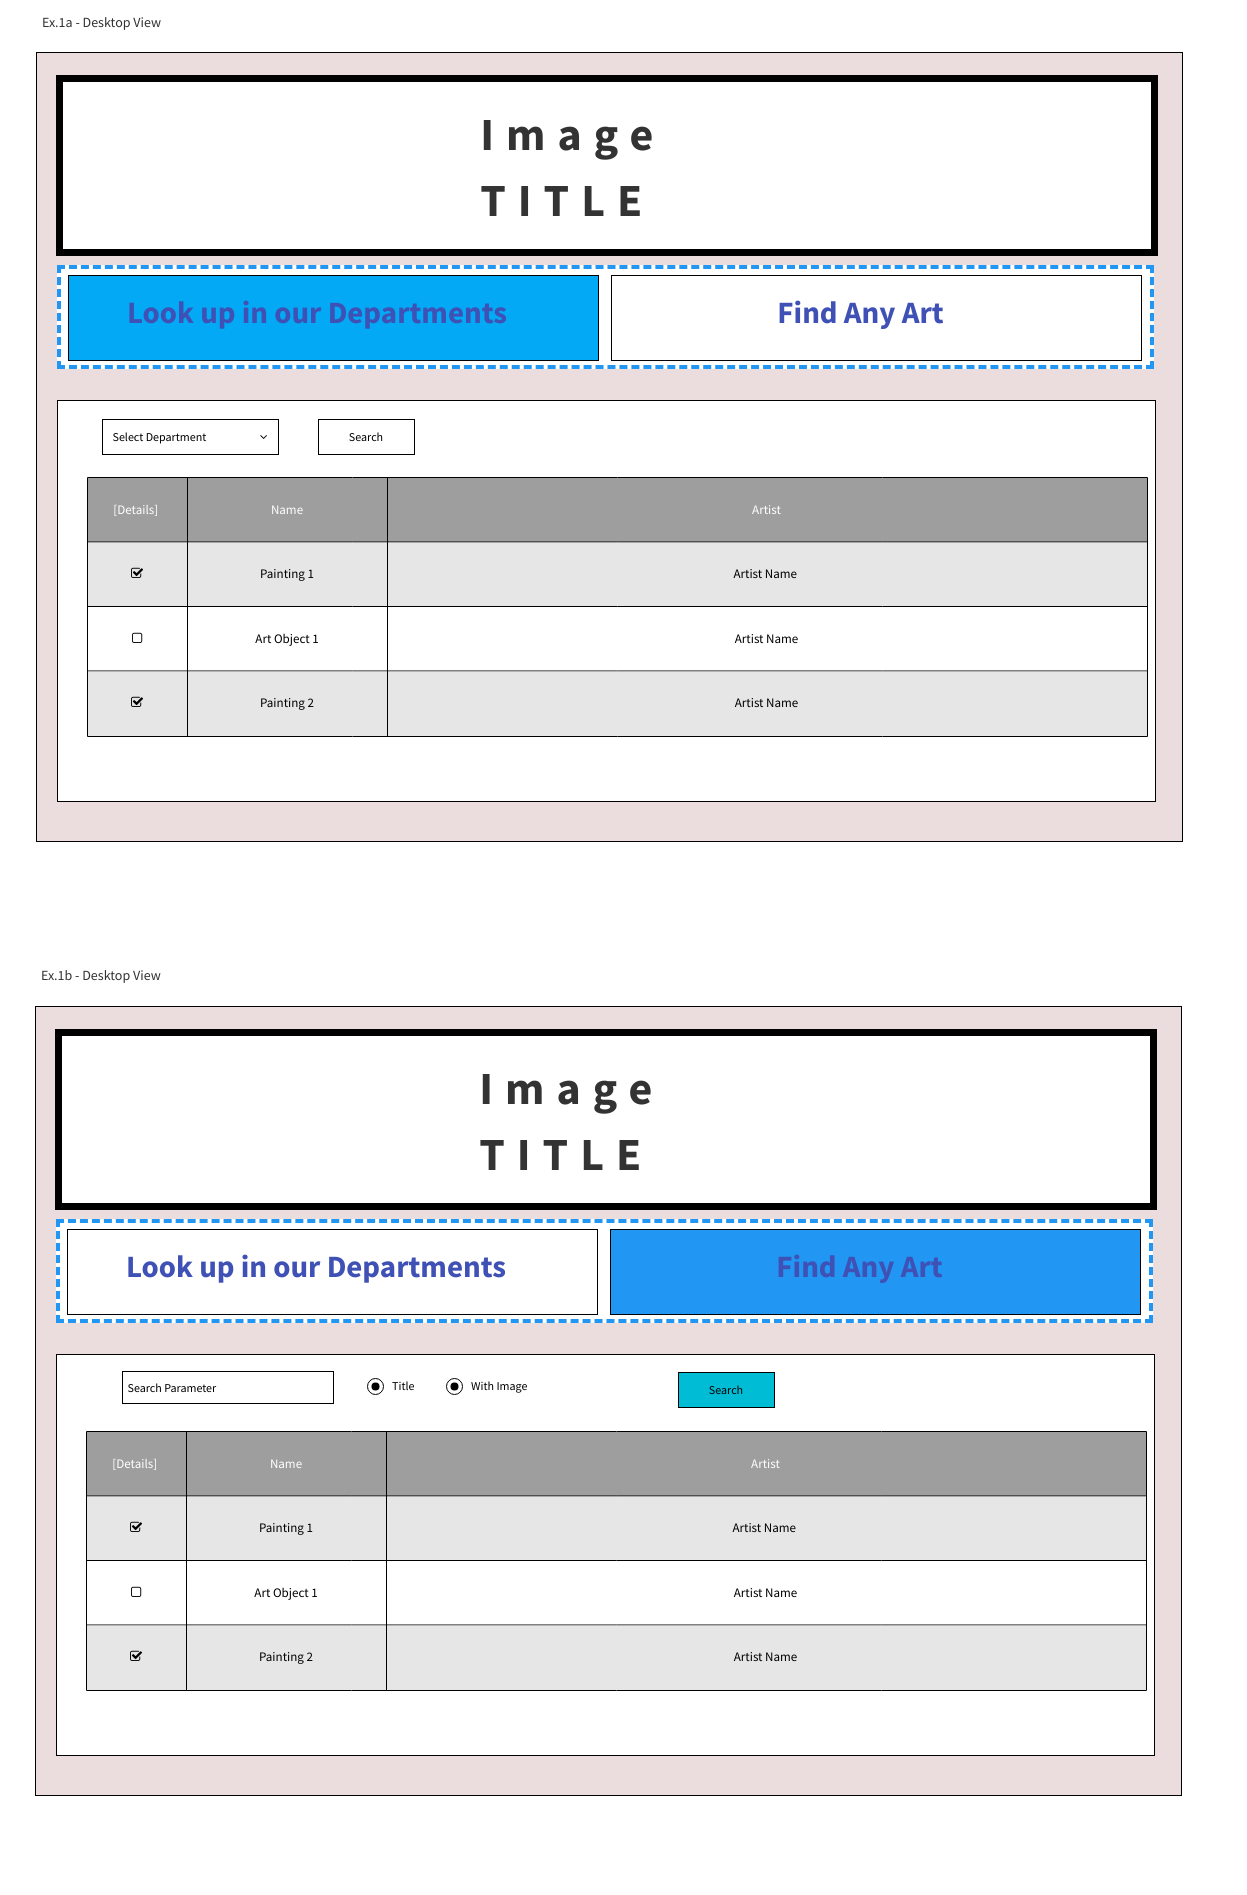 Ex.1a - Desktop View
Image
TITLE
Look up in our Departments Find Any Art
Select Department Search
[Details] Name Artist
Painting 1 Artist Name
Art Object 1 Artist Name
Painting 2 Artist Name
Ex.1b - Desktop View
Image
TITLE
Look up in our Departments Find Any Art
Search Parameter Title With Image Search
[Details] Name Artist
Painting 1 Artist Name
Art Object 1 Artist Name
Painting 2 Artist Name